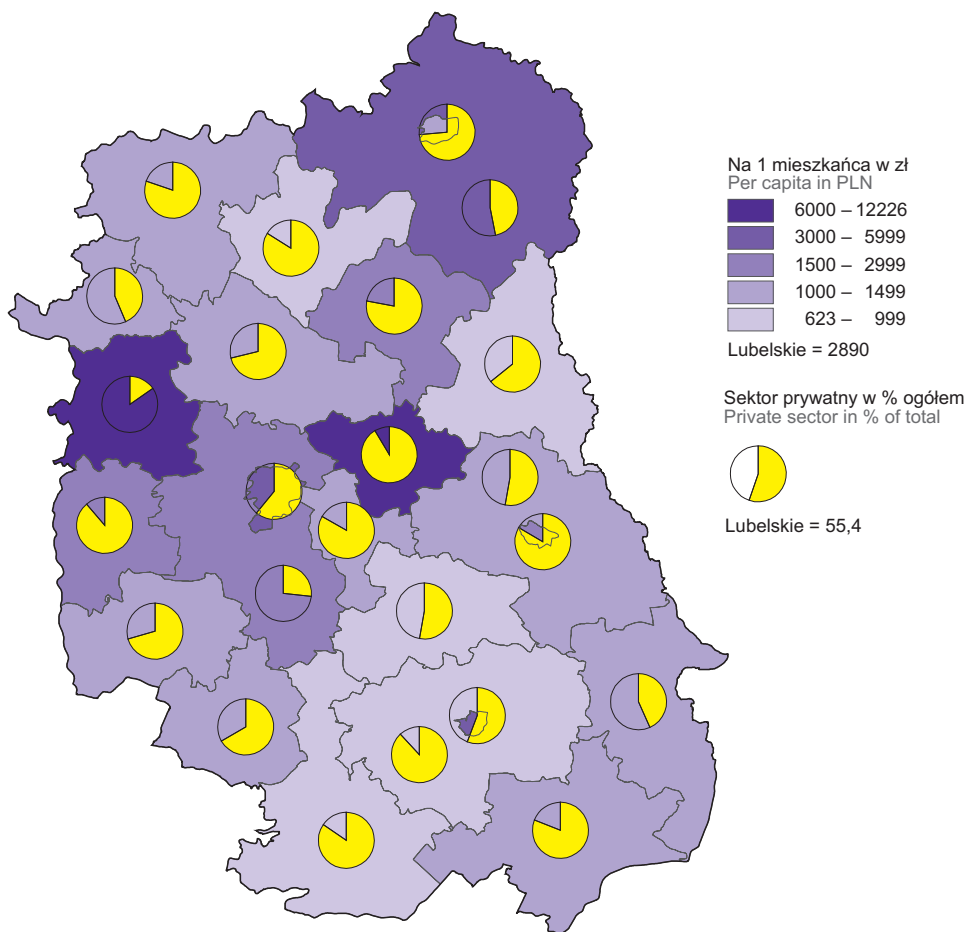 Na 1 mieszkańca w zł
Per capita in PLN
6000 – 12226
3000 – 5999
1500 – 2999
1000 – 1499
623 – 999
Lubelskie = 2890
Sektor prywatny w % ogółem
Private sector in % of total
Lubelskie = 55,4